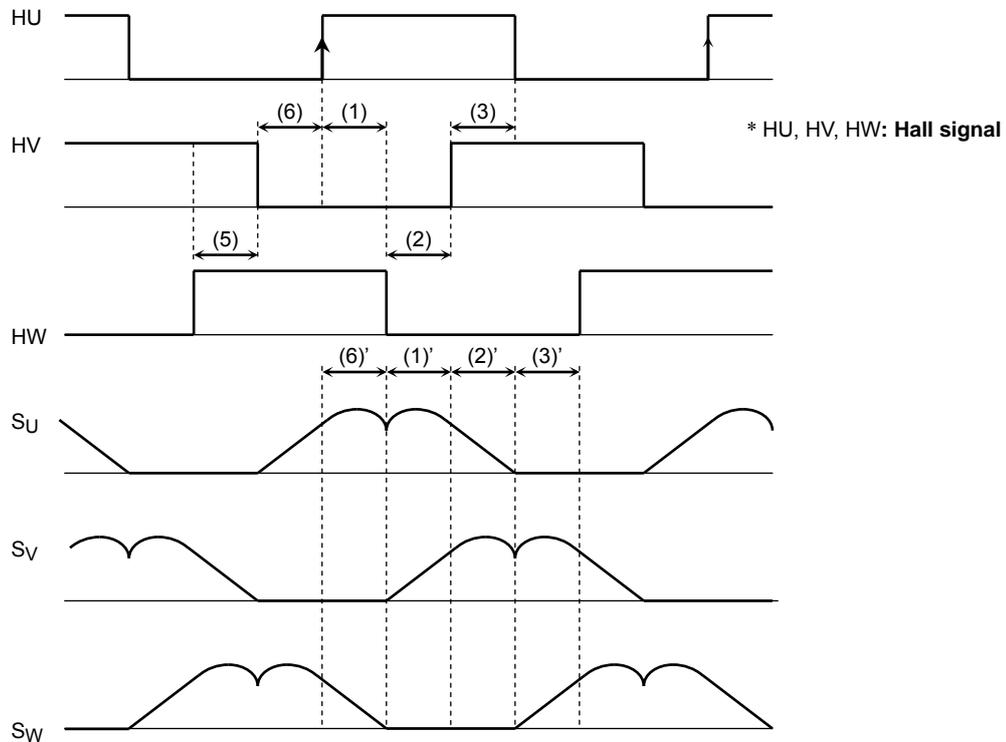 HU
(6) (1) (3)
HV
* HU, HV, HW: Hall signal
(5) (2)
HW
(6)’ (1)’ (2)’ (3)’
SU
SV
SW